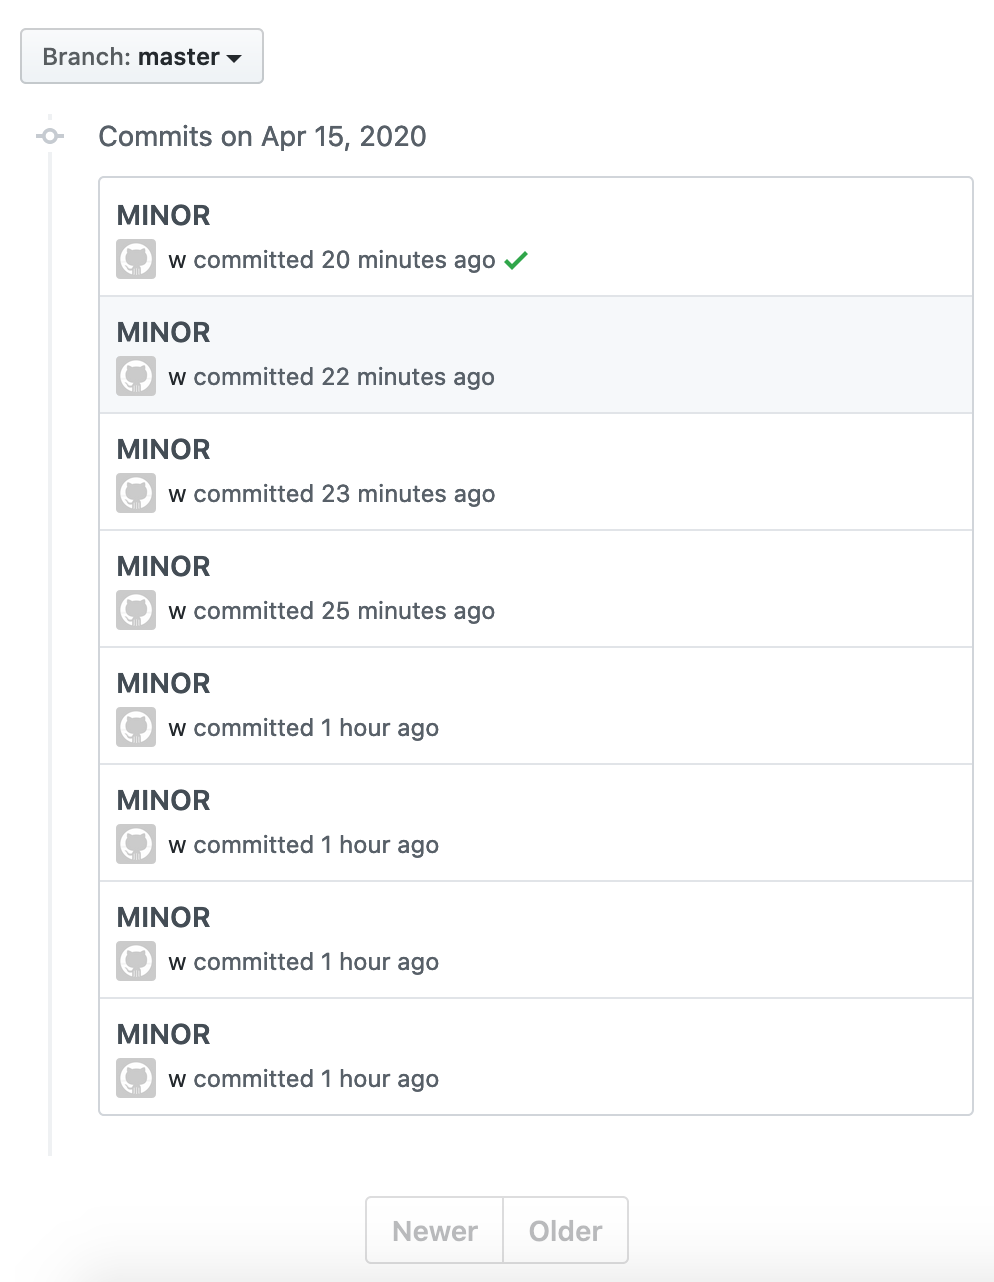 Branch: master
Commits on Apr 15, 2020
MINOR
w committed 20 minutes ago
MINOR
w committed 22 minutes ago
MINOR
w committed 23 minutes ago
MINOR
w committed 25 minutes ago
MINOR
w committed 1 hour ago
MINOR
w committed 1 hour ago
MINOR
w committed 1 hour ago
MINOR
w committed 1 hour ago
Newer Older